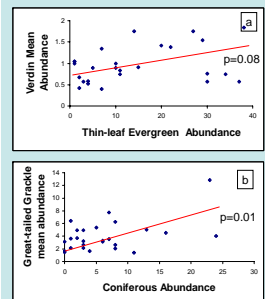 a
Verdin Mean
Abundance
2
1.5
1
0.5
0
p=0.08
0 10 20 30 40
Thin-leaf Evergreen Abundance
b
Great-tailed Grackle
mean abundance
14
12
10
8
6
4
2
0
p=0.01
0 5 10 15 20 25 30
Coniferous Abundance